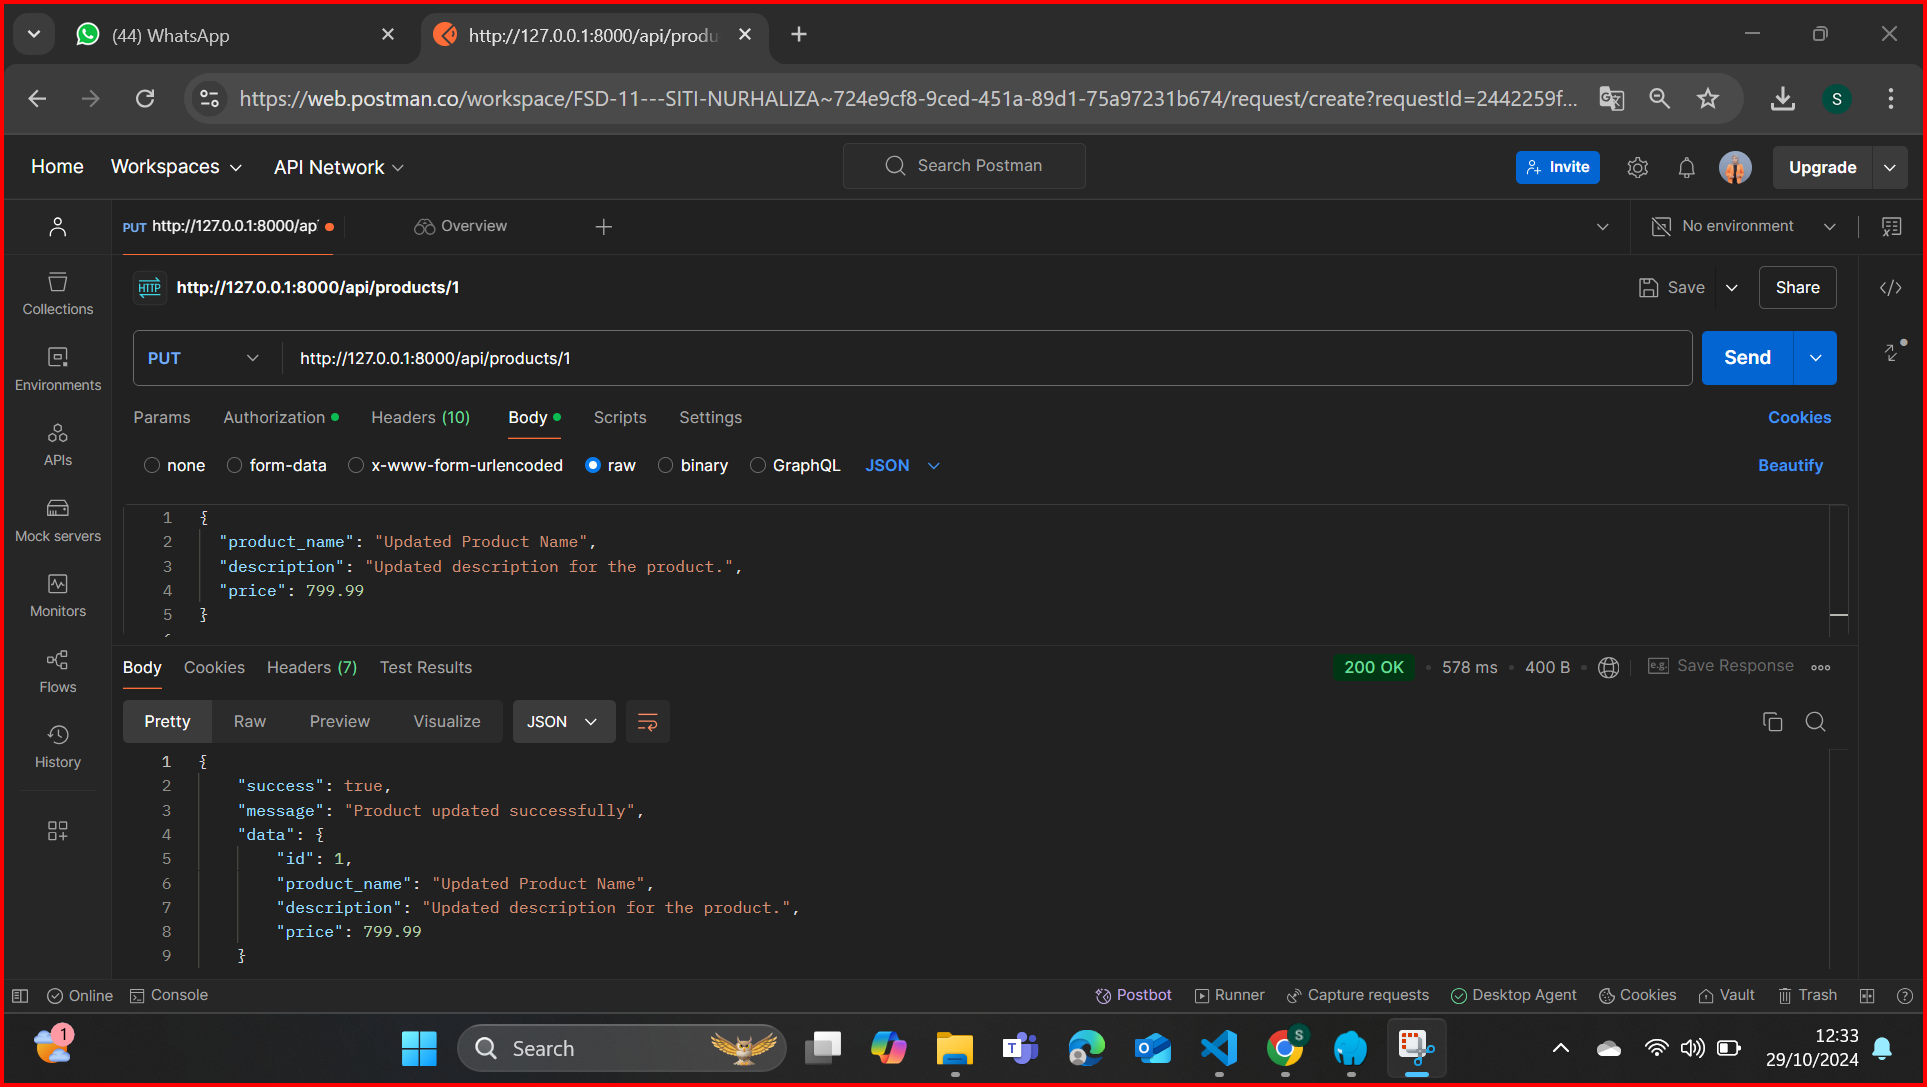 (44) WhatsApp
http://127.0.0.1:8000/api/produ
https://web.postman.co/workspace/FSD-11---SITI-NURHALIZA~724e9cf8-9ced-451a-89d1-75a97231b674/request/create?requestId=2442259f...
S
Home Workspaces API Network Search Postman Invite Upgrade
PUT http://127.0.0.1:8000/ap Overview No environment
HTTP http://127.0.0.1:8000/api/products/1 Save Share
Collections
PUT http://127.0.0.1:8000/api/products/1 Send
Environments
Params Authorization Headers (10) Body Scripts Settings Cookies
APIs
none form-data x-www-form-urlencoded raw binary GraphQL JSON Beautify
Mock servers
1 {
2 "product_name": "Updated Product Name",
3 "description": "Updated description for the product.",
4 "price": 799.99
5 }
Monitors
Flows
History
Body Cookies Headers (7) Test Results 200 OK 578 ms 400 B e.g. Save Response
Pretty Raw Preview Visualize JSON
1 {
2 "success": true,
3 "message": "Product updated successfully",
4 "data": {
5 "id": 1,
6 "product_name": "Updated Product Name",
7 "description": "Updated description for the product.",
8 "price": 799.99
9 }
Online Console Postbot Runner Capture requests Desktop Agent Cookies Vault Trash
1 Search S 12:33
29/10/2024